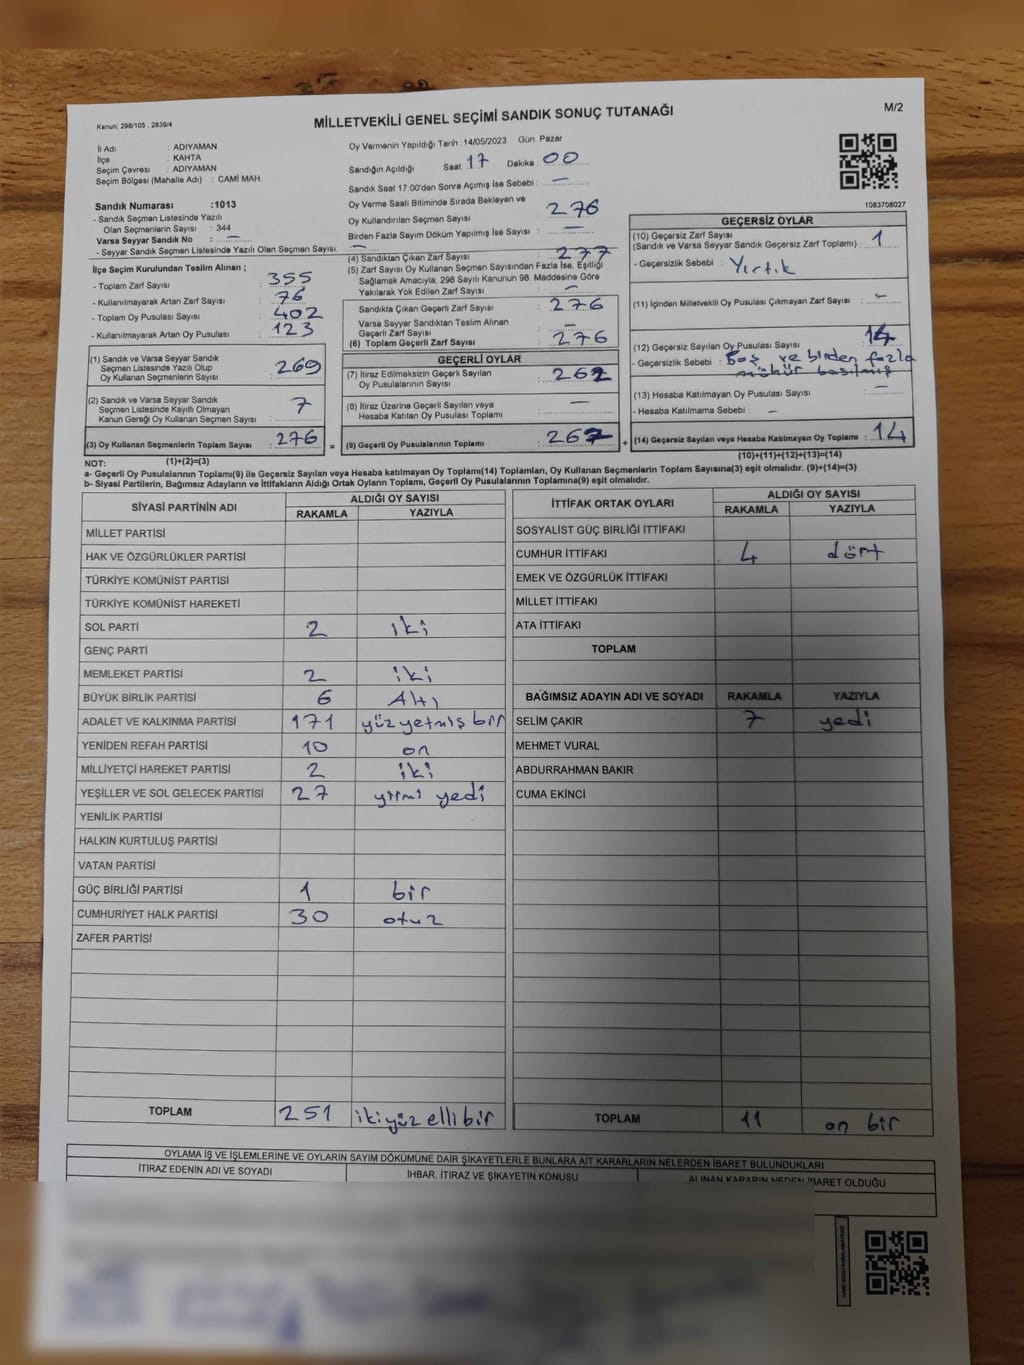 Kanun; 298/105 , 2839/4
MİLLETVEKİLİ GENEL SEÇİMİ SANDIK SONUÇ TUTANAĞI
M/2
İl Adı : ADIYAMAN
İlçe : KAHTA
Seçim Çevresi : ADIYAMAN
Seçim Bölgesi (Mahalle Adı) : CAMİ MAH.
Sandık Numarası :1013
- Sandık Seçmen Listesinde Yazılı
Olan Seçmenlerin Sayısı : 344
Varsa Seyyar Sandık No : —
- Seyyar Sandık Seçmen Listesinde Yazılı Olan Seçmen Sayısı: —
İlçe Seçim Kurulundan Teslim Alınan ;
- Toplam Zarf Sayısı : 355
- Kullanılmayarak Artan Zarf Sayısı : 76
- Toplam Oy Pusulası Sayısı : 402
- Kullanılmayarak Artan Oy Pusulası : 123
(1) Sandık ve Varsa Seyyar Sandık
Seçmen Listesinde Yazılı Olup
Oy Kullanan Seçmenlerin Sayısı : 269
(2) Sandık ve Varsa Seyyar Sandık
Seçmen Listesinde Kayıtlı Olmayan
Kanun Gereği Oy Kullanan Seçmen Sayısı : 7
(3) Oy Kullanan Seçmenlerin Toplam Sayısı : 276
Oy Vermenin Yapıldığı Tarih :14/05/2023 Gün: Pazar
Sandığın Açıldığı Saat: 17 Dakika : 00
Sandık Saat 17.00'den Sonra Açımış İse Sebebi : —
Oy Verme Saati Bitiminde Sırada Bekleyen ve
Oy Kullandırılan Seçmen Sayısı : 276
Birden Fazla Sayım Döküm Yapılmış İse Sayısı : —
(4) Sandıktan Çıkan Zarf Sayısı : 277
(5) Zarf Sayısı Oy Kullanan Seçmen Sayısından Fazla İse, Eşitliği
Sağlamak Amacıyla, 298 Sayılı Kanunun 98. Maddesine Göre
Yakılarak Yok Edilen Zarf Sayısı : —
Sandıkta Çıkan Geçerli Zarf Sayısı : 276
Varsa Seyyar Sandıktan Teslim Alınan
Geçerli Zarf Sayısı : —
(6) Toplam Geçerli Zarf Sayısı : 276
GEÇERLİ OYLAR
(7) İtiraz Edilmeksizin Geçerli Sayılan
Oy Pusulalarının Sayısı : 262
(8) İtiraz Üzerine Geçerli Sayılan veya
Hesaba Katılan Oy Pusulası Toplamı : —
= (9) Geçerli Oy Pusulalarının Toplamı : 262 +
1083708027
GEÇERSİZ OYLAR
(10) Geçersiz Zarf Sayısı
(Sandık ve Varsa Seyyar Sandık Geçersiz Zarf Toplamı) : 1
- Geçersizlik Sebebi : Yırtık
(11) İçinden Milletvekili Oy Pusulası Çıkmayan Zarf Sayısı : —
(12) Geçersiz Sayılan Oy Pusulası Sayısı : 14
- Geçersizlik Sebebi : Boş ve birden fazla
mühür basılmış
(13) Hesaba Katılmayan Oy Pusulası Sayısı : —
- Hesaba Katılmama Sebebi : —
(14) Geçersiz Sayılan veya Hesaba Katılmayan Oy Toplamı : 14
NOT: (1)+(2)=(3)
(10)+(11)+(12)+(13)=(14)
a- Geçerli Oy Pusulalarının Toplamı(9) ile Geçersiz Sayılan veya Hesaba katılmayan Oy Toplamı(14) Toplamları, Oy Kullanan Seçmenlerin Toplam Sayısına(3) eşit olmalıdır. (9)+(14)=(3)
b- Siyasi Partilerin, Bağımsız Adayların ve İttifakların Aldığı Ortak Oyların Toplamı, Geçerli Oy Pusulalarının Toplamına(9) eşit olmalıdır.
SİYASİ PARTİNİN ADI ALDIĞI OY SAYISI
RAKAMLA YAZIYLA
MİLLET PARTİSİ
HAK VE ÖZGÜRLÜKLER PARTİSİ
TÜRKİYE KOMÜNİST PARTİSİ
TÜRKİYE KOMÜNİST HAREKETİ
SOL PARTİ 2 iki
GENÇ PARTİ
MEMLEKET PARTİSİ 2 iki
BÜYÜK BİRLİK PARTİSİ 6 Altı
ADALET VE KALKINMA PARTİSİ 171 yüz yetmiş bir
YENİDEN REFAH PARTİSİ 10 on
MİLLİYETÇİ HAREKET PARTİSİ 2 iki
YEŞİLLER VE SOL GELECEK PARTİSİ 27 yirmi yedi
YENİLİK PARTİSİ
HALKIN KURTULUŞ PARTİSİ
VATAN PARTİSİ
GÜÇ BİRLİĞİ PARTİSİ 1 bir
CUMHURİYET HALK PARTİSİ 30 otuz
ZAFER PARTİSİ
TOPLAM 251 ikiyüz elli bir
İTTİFAK ORTAK OYLARI ALDIĞI OY SAYISI
RAKAMLA YAZIYLA
SOSYALİST GÜÇ BİRLİĞİ İTTİFAKI
CUMHUR İTTİFAKI 4 dört
EMEK VE ÖZGÜRLÜK İTTİFAKI
MİLLET İTTİFAKI
ATA İTTİFAKI
TOPLAM
BAĞIMSIZ ADAYIN ADI VE SOYADI RAKAMLA YAZIYLA
SELİM ÇAKIR 7 yedi
MEHMET VURAL
ABDURRAHMAN BAKIR
CUMA EKİNCİ
TOPLAM 11 on bir
OYLAMA İŞ VE İŞLEMLERİNE VE OYLARIN SAYIM DÖKÜMÜNE DAİR ŞİKAYETLERLE BUNLARA AİT KARARLARIN NELERDEN İBARET BULUNDUKLARI
İTİRAZ EDENİN ADI VE SOYADI
İHBAR, İTİRAZ VE ŞİKAYETİN KONUSU
ALINAN KARARIN NEDEN İBARET OLDUĞU